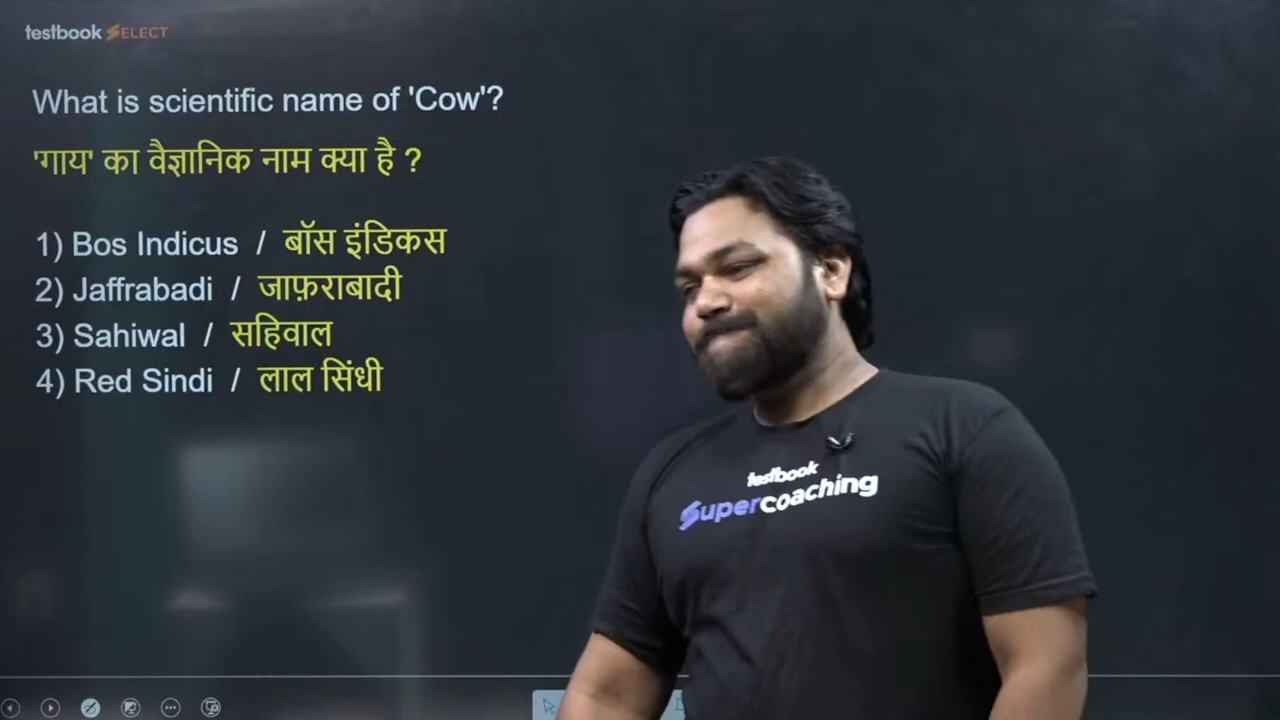 testbook SELECT
What is scientific name of 'Cow'?
'गाय' का वैज्ञानिक नाम क्या है ?
1) Bos Indicus / बॉस इंडिकस
2) Jaffrabadi / जाफ़राबादी
3) Sahiwal / सहिवाल
4) Red Sindi / लाल सिंधी
testbook
Supercoaching